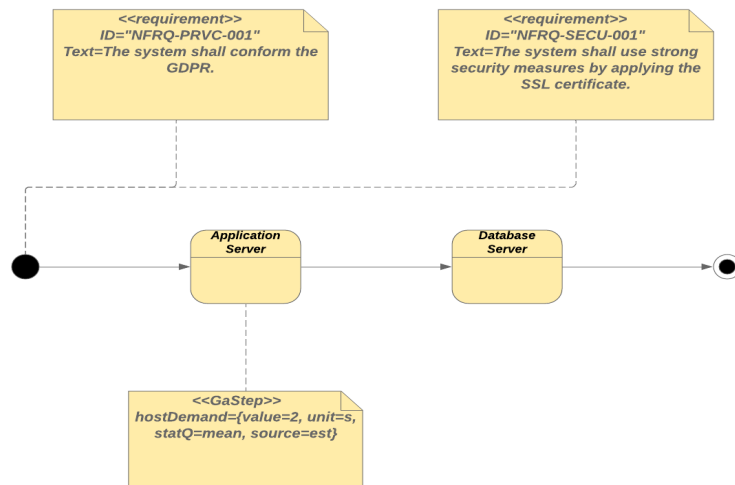 <<requirement>>
ID="NFRQ-PRVC-001"
Text=The system shall conform the
GDPR.
<<requirement>>
ID="NFRQ-SECU-001"
Text=The system shall use strong
security measures by applying the
SSL certificate.
Application
Server
Database
Server
<<GaStep>>
hostDemand={value=2, unit=s,
statQ=mean, source=est}